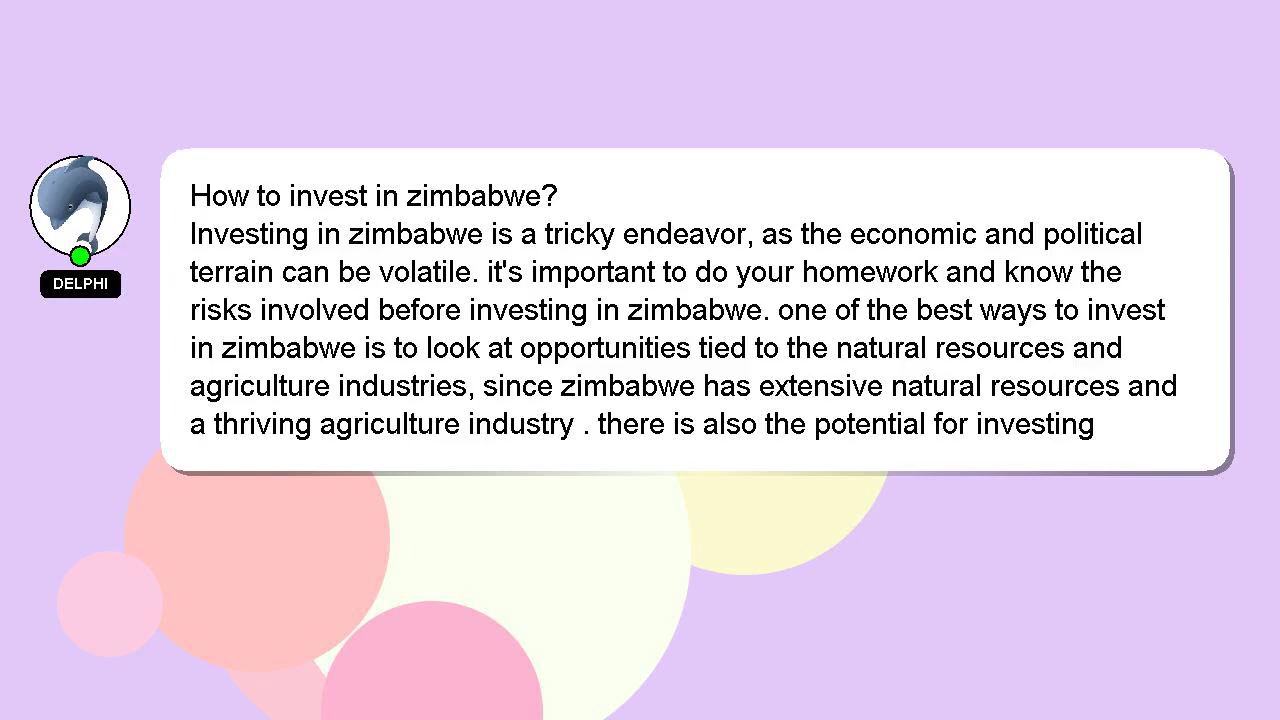 How to invest in zimbabwe?
Investing in zimbabwe is a tricky endeavor, as the economic and political
terrain can be volatile. it's important to do your homework and know the
risks involved before investing in zimbabwe. one of the best ways to invest
in zimbabwe is to look at opportunities tied to the natural resources and
agriculture industries, since zimbabwe has extensive natural resources and
a thriving agriculture industry . there is also the potential for investing
DELPHI